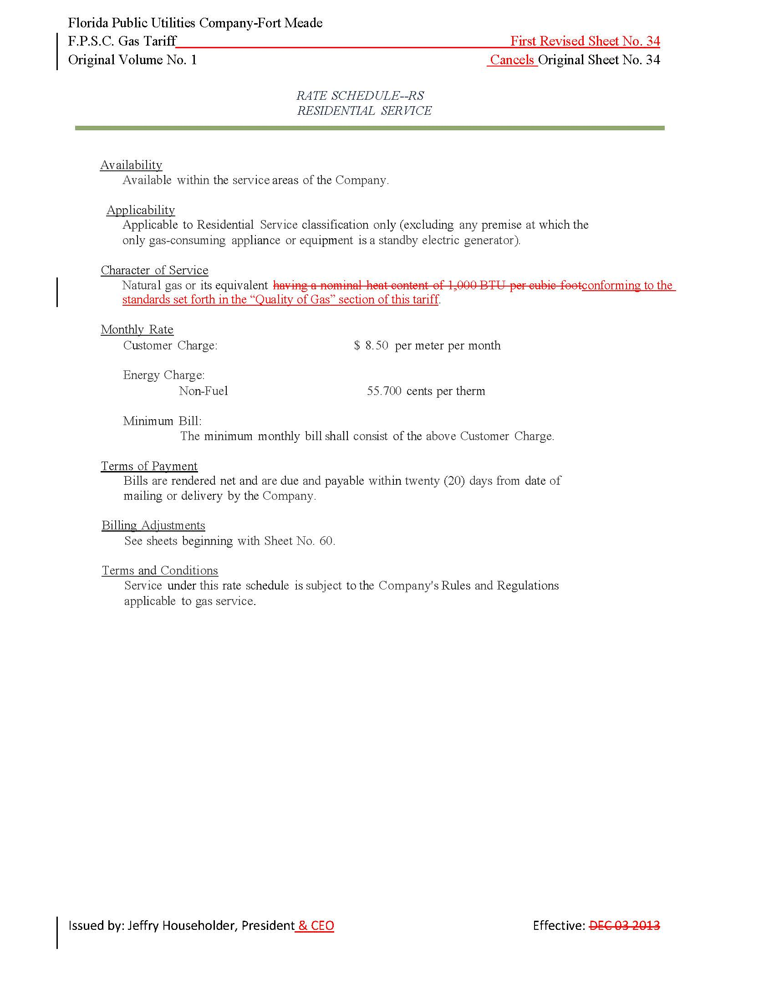 Florida Public Utilities Company-Fort Meade
F.P.S.C. Gas Tariff First Revised Sheet No. 34
Original Volume No. 1 Cancels Original Sheet No. 34
RATE SCHEDULE--RS
RESIDENTIAL SERVICE
Availability
Available within the service areas of the Company.
Applicability
Applicable to Residential Service classification only (excluding any premise at which the
only gas-consuming appliance or equipment is a standby electric generator).
Character of Service
Natural gas or its equivalent having a nominal heat content of 1,000 BTU per cubic footconforming to the
standards set forth in the “Quality of Gas” section of this tariff.
Monthly Rate
Customer Charge: $ 8.50 per meter per month
Energy Charge:
Non-Fuel 55.700 cents per therm
Minimum Bill:
The minimum monthly bill shall consist of the above Customer Charge.
Terms of Payment
Bills are rendered net and are due and payable within twenty (20) days from date of
mailing or delivery by the Company.
Billing Adjustments
See sheets beginning with Sheet No. 60.
Terms and Conditions
Service under this rate schedule is subject to the Company's Rules and Regulations
applicable to gas service.
Issued by: Jeffry Householder, President & CEO Effective: DEC 03 2013